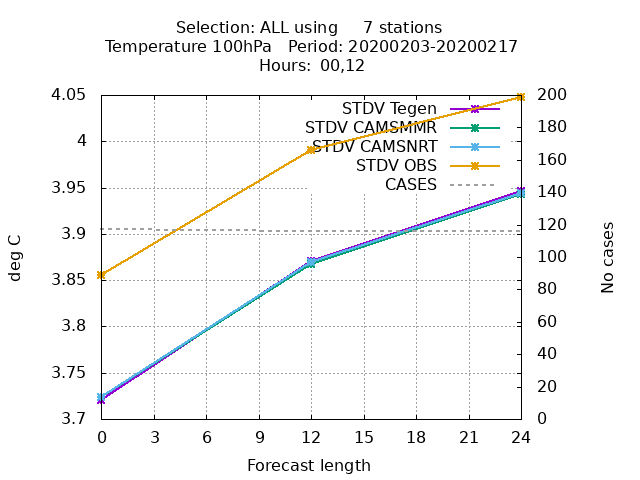 Selection: ALL using     7 stations
Temperature 100hPa   Period: 20200203-20200217
Hours:  00,12
STDV Tegen
STDV CAMSMMR
STDV CAMSNRT
STDV OBS
CASES
4.05
4
3.95
3.9
3.85
3.8
3.75
3.7
deg C
200
180
160
140
120
100
80
60
40
20
0
No cases
0 3 6 9 12 15 18 21 24
Forecast length